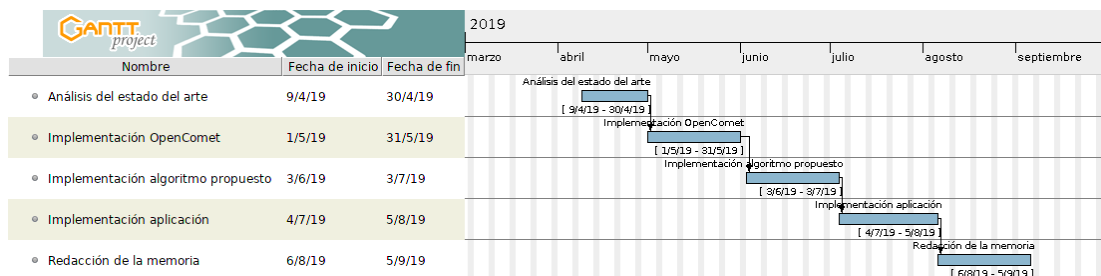 GANTT
project
Nombre Fecha de inicio Fecha de fin
Análisis del estado del arte 9/4/19 30/4/19
Implementación OpenComet 1/5/19 31/5/19
Implementación algoritmo propuesto 3/6/19 3/7/19
Implementación aplicación 4/7/19 5/8/19
Redacción de la memoria 6/8/19 5/9/19
2019
marzo abril mayo junio julio agosto septiembre
Análisis del estado del arte
[ 9/4/19 - 30/4/19 ]
Implementación OpenComet
[ 1/5/19 - 31/5/19 ]
Implementación algoritmo propuesto
[ 3/6/19 - 3/7/19 ]
Implementación aplicación
[ 4/7/19 - 5/8/19 ]
Redacción de la memoria
[ 6/8/19 - 5/9/19 ]